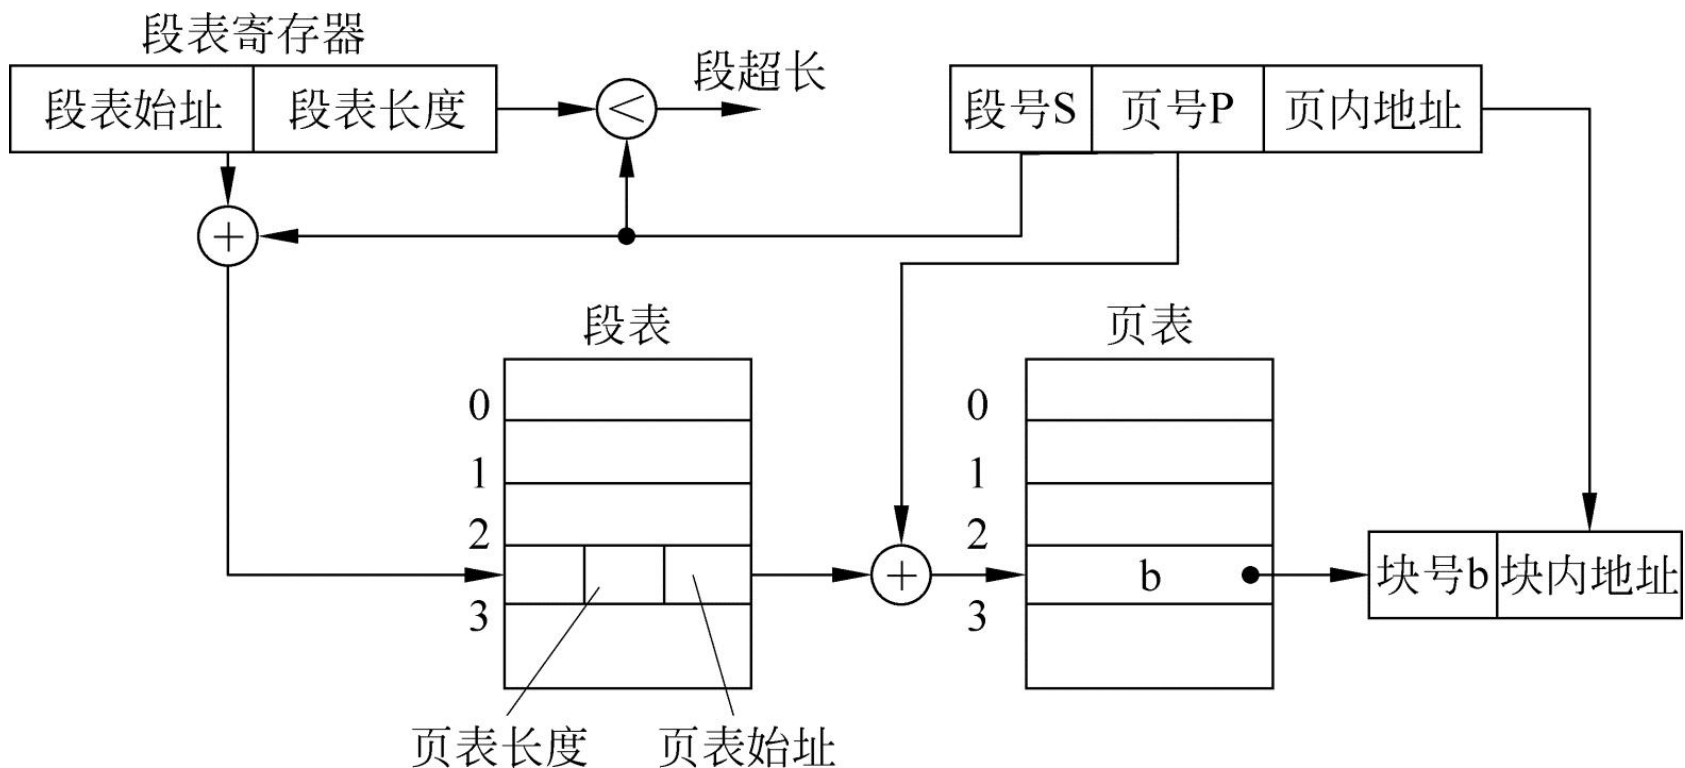 段表寄存器
段表始址 段表长度 < 段超长 段号S 页号P 页内地址
+
段表 页表
0 0
1 1
2 2
+ b 块号b 块内地址
3 3
页表长度 页表始址